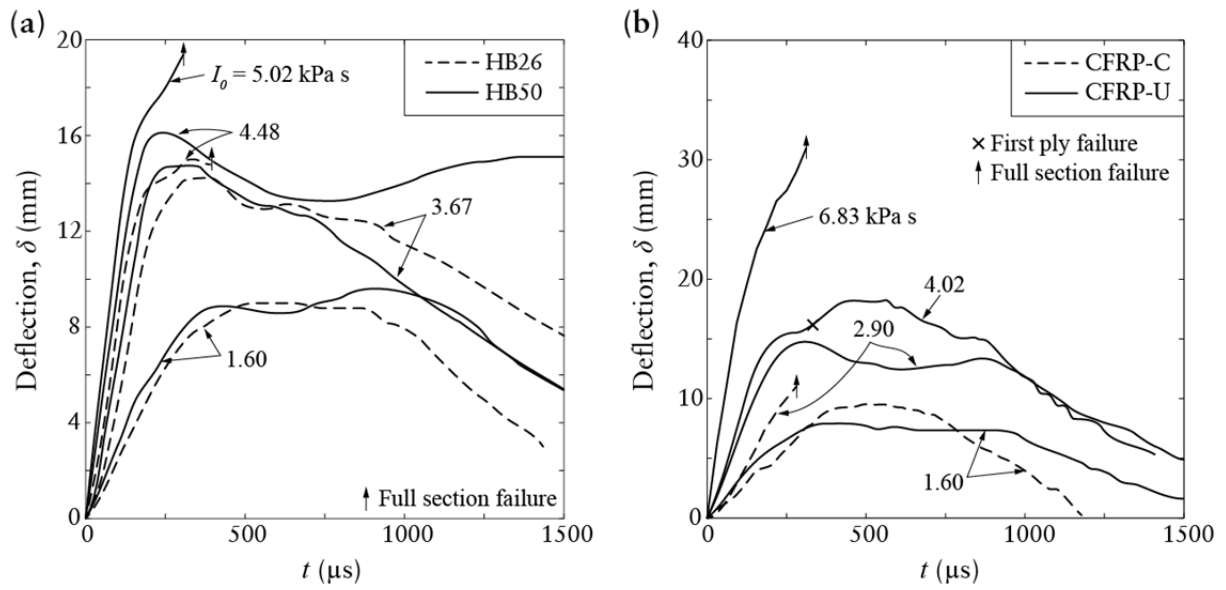 (a)
20
16
12
8
4
0
Deflection, δ (mm)
I₀ = 5.02 kPa s
HB26
HB50
4.48
3.67
1.60
Full section failure
0
500
1000
1500
t (μs)
(b)
40
30
20
10
0
Deflection, δ (mm)
CFRP-C
CFRP-U
× First ply failure
Full section failure
6.83 kPa s
4.02
2.90
1.60
0
500
1000
1500
t (μs)